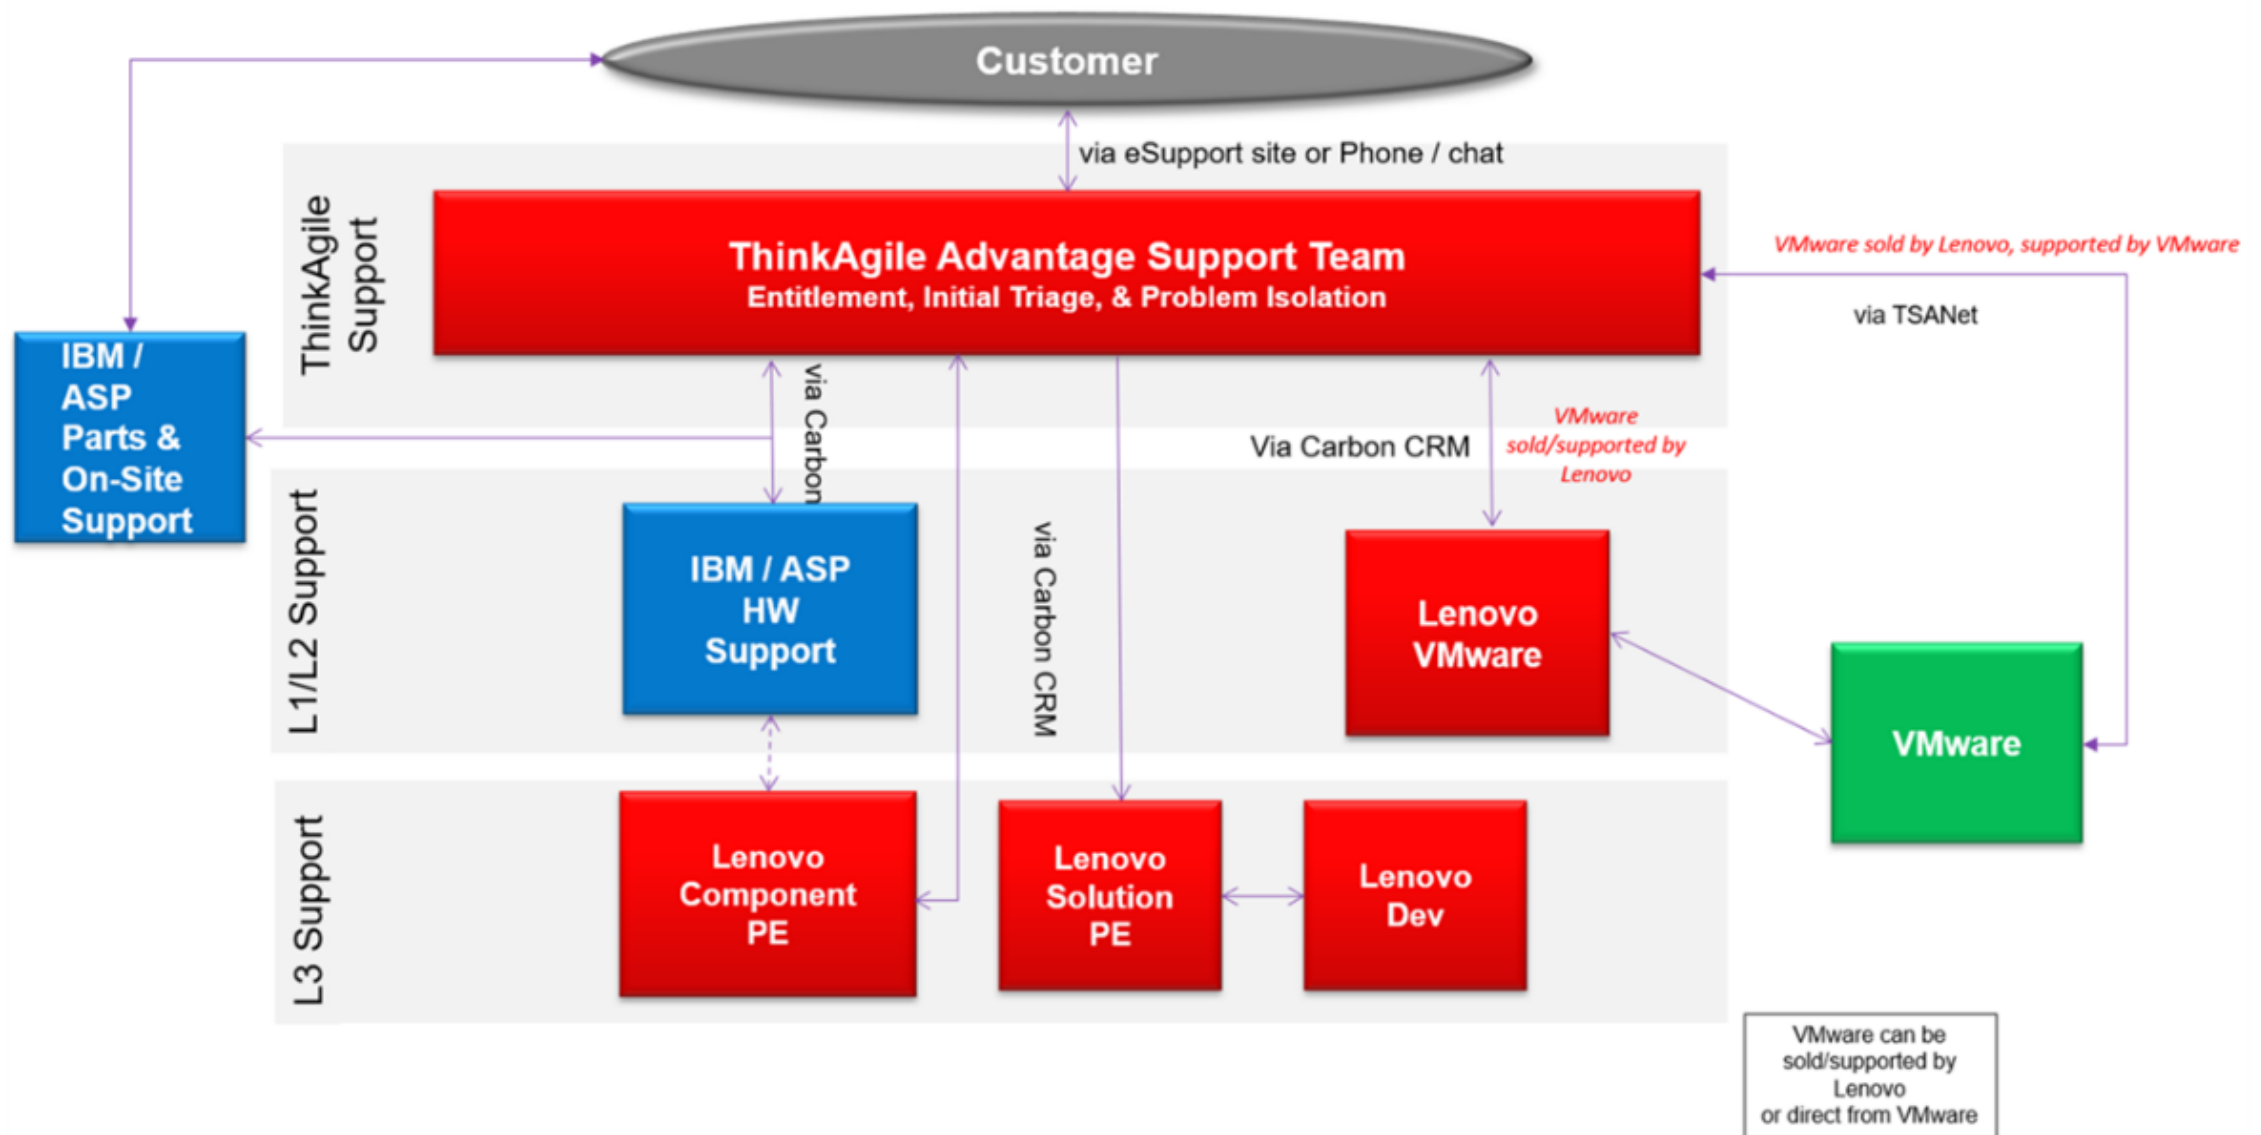 Customer
via eSupport site or Phone / chat
ThinkAgile
Support
ThinkAgile Advantage Support Team
Entitlement, Initial Triage, & Problem Isolation
VMware sold by Lenovo, supported by VMware
via TSANet
IBM /
ASP
Parts &
On-Site
Support
via Carbon
Via Carbon CRM
VMware
sold/supported by
Lenovo
L1/L2 Support
IBM / ASP
HW
Support
via Carbon CRM
Lenovo
VMware
VMware
L3 Support
Lenovo
Component
PE
Lenovo
Solution
PE
Lenovo
Dev
VMware can be
sold/supported by
Lenovo
or direct from VMware